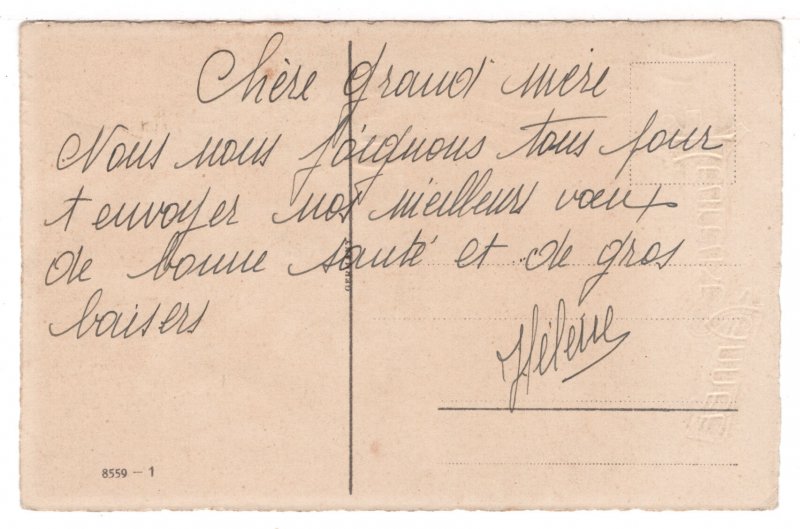 Chère grand' mère
Nous nous joignons tous pour
t envoyer nos meilleurs vœux
de bonne santé et de gros
baisers
Hélène
GERMANY
8559 – 1